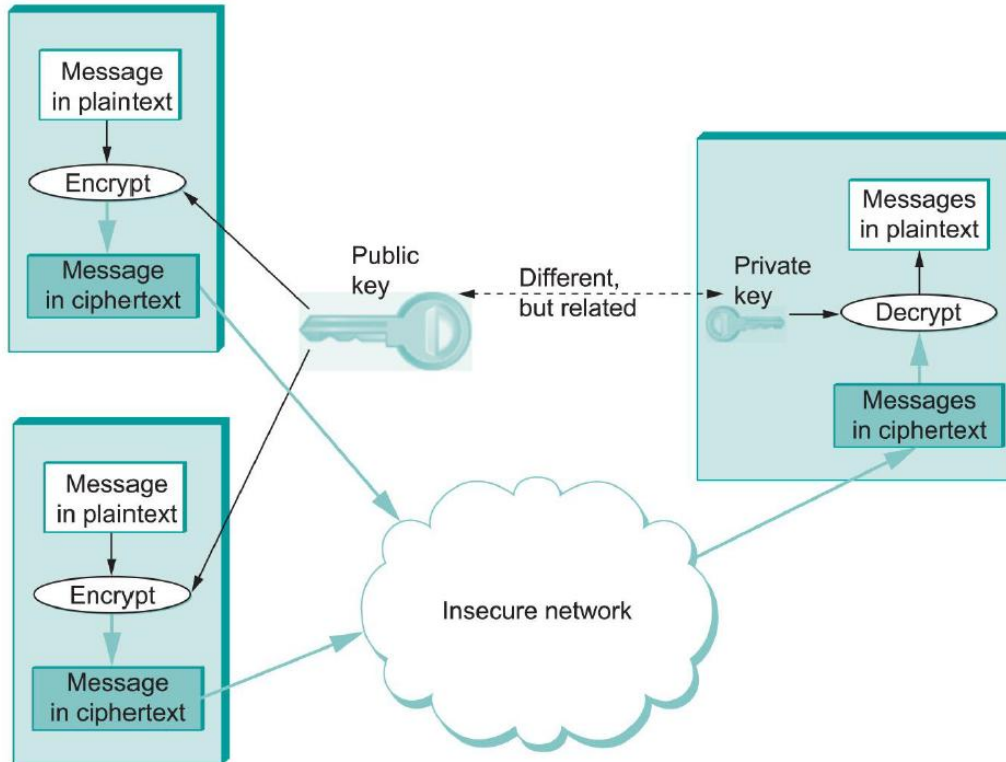 Message
in plaintext
Encrypt
Message
in ciphertext
Public
key
Different,
but related
Private
key
Messages
in plaintext
Decrypt
Messages
in ciphertext
Message
in plaintext
Encrypt
Message
in ciphertext
Insecure network